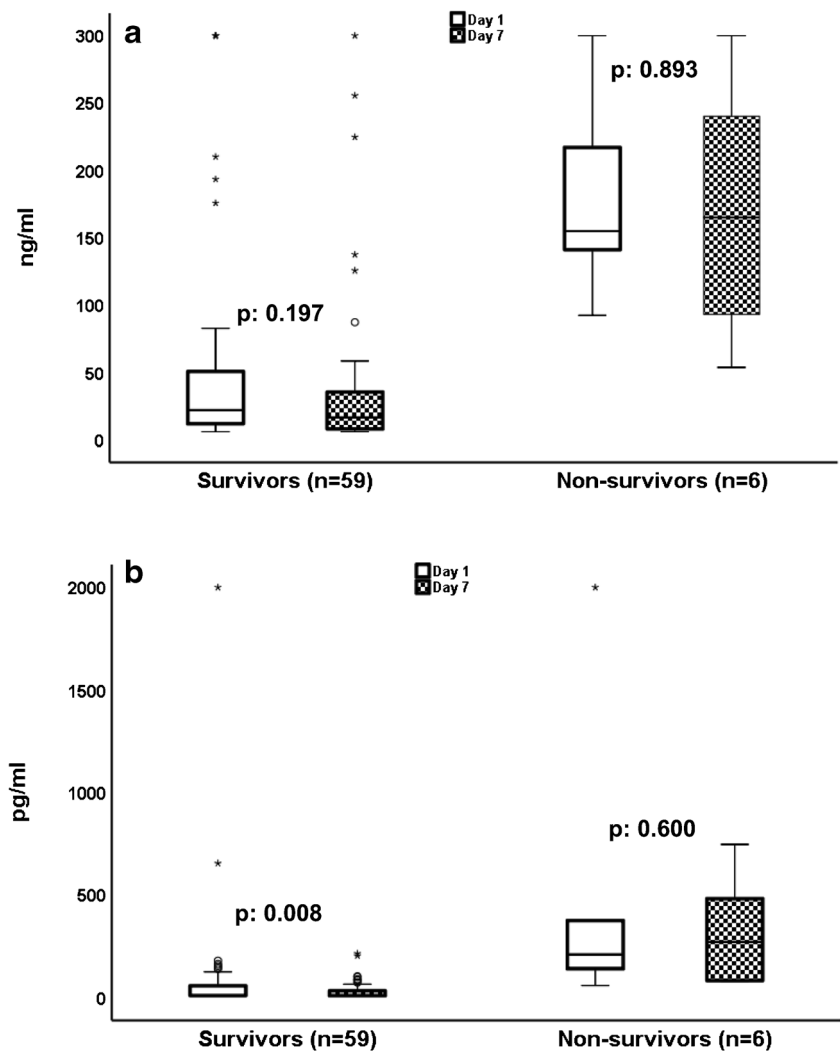 a
Day 1
Day 7
300
250
200
150
100
50
0
ng/ml
p: 0.197
p: 0.893
Survivors (n=59)
Non-survivors (n=6)
b
Day 1
Day 7
2000
1500
1000
500
0
pg/ml
p: 0.008
p: 0.600
Survivors (n=59)
Non-survivors (n=6)